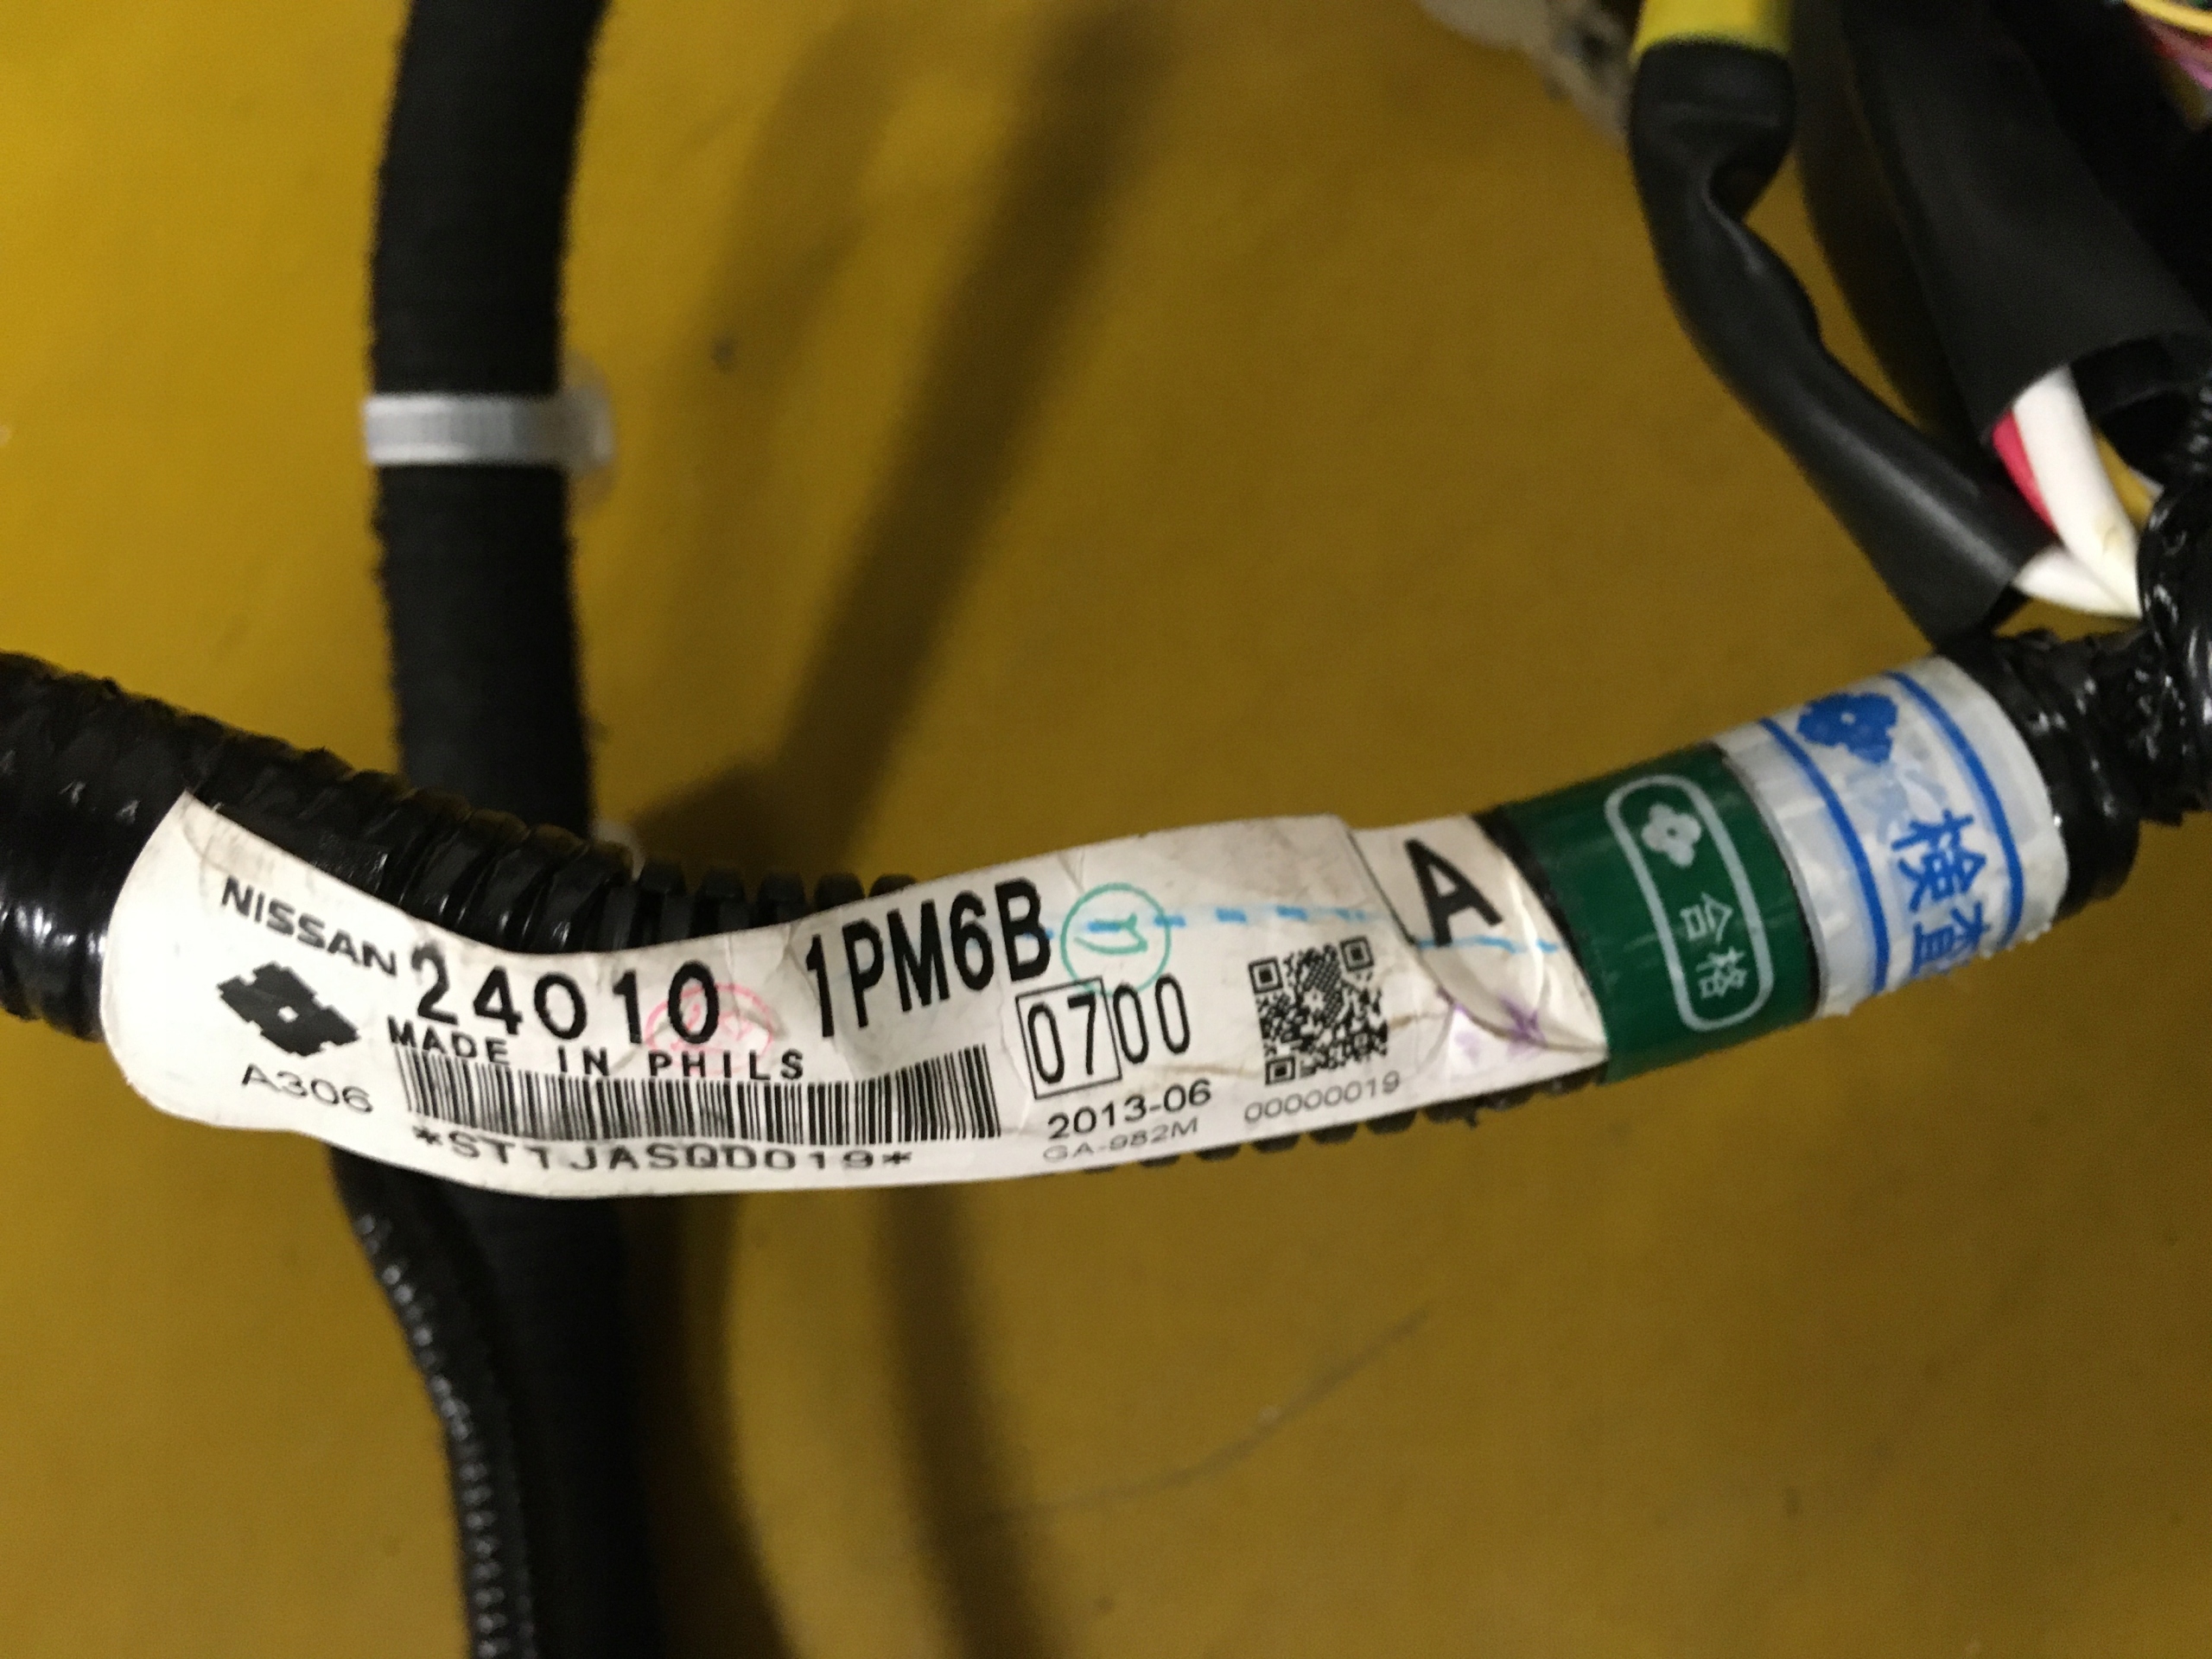 NISSAN
24010 1PM6B
A
MADE IN PHILS
0700
A306
2013-06
00000019
*ST1JASQD019*
GA-982M
合格
検査